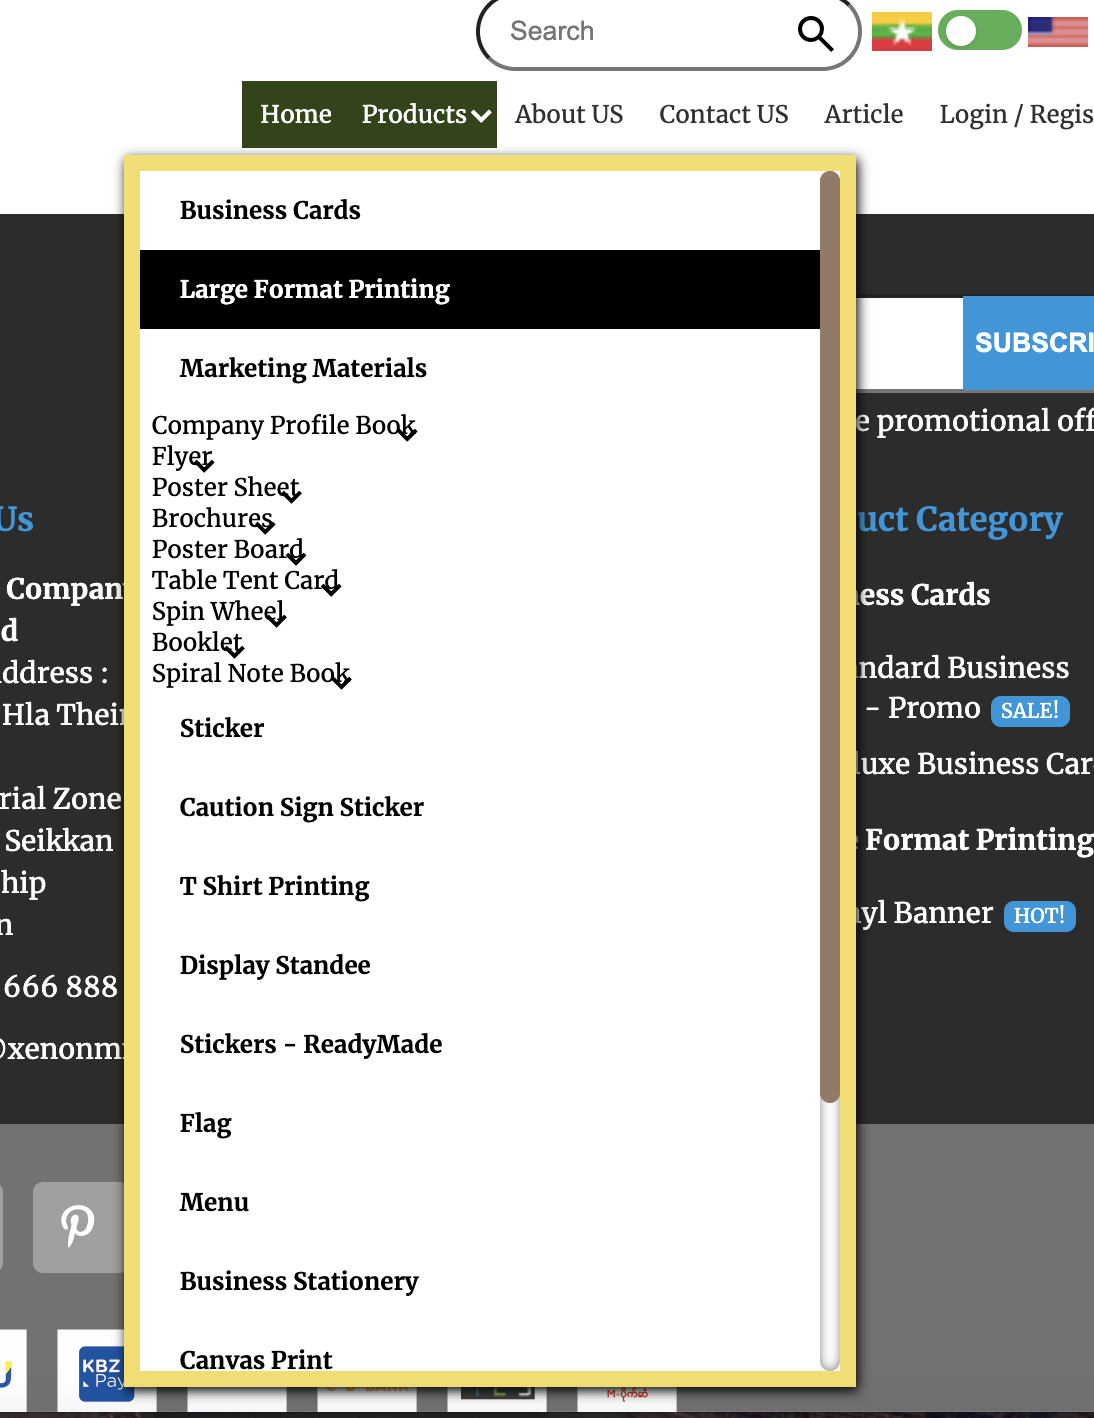 Search
Home Products About US Contact US Article Login / Regis
Business Cards
Large Format Printing
Marketing Materials
Company Profile Book
Flyer
Poster Sheet
Brochures
Poster Board
Table Tent Card
Spin Wheel
Booklet
Spiral Note Book
Sticker
Caution Sign Sticker
T Shirt Printing
Display Standee
Stickers - ReadyMade
Flag
Menu
Business Stationery
Canvas Print
SUBSCRI
e promotional off
Us
Compan
d
ddress :
Hla Thei
rial Zone
Seikkan
hip
n
666 888
@xenonm
uct Category
ess Cards
ndard Business
- Promo SALE!
luxe Business Car
Format Printing
nyl Banner HOT!
KBZ
Pay
M-ပိုက်ဆံ